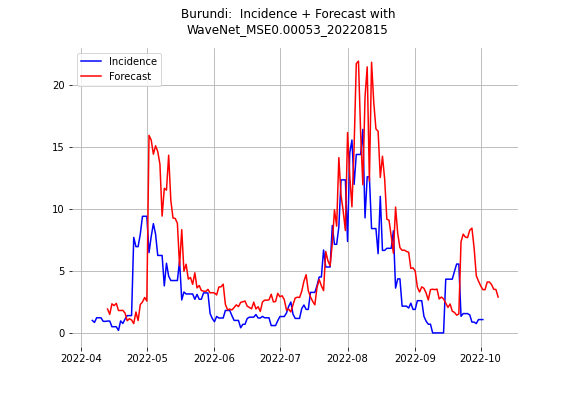 Burundi:  Incidence + Forecast with
WaveNet_MSE0.00053_20220815
Incidence
Forecast
20
15
10
5
0
2022-04 2022-05 2022-06 2022-07 2022-08 2022-09 2022-10